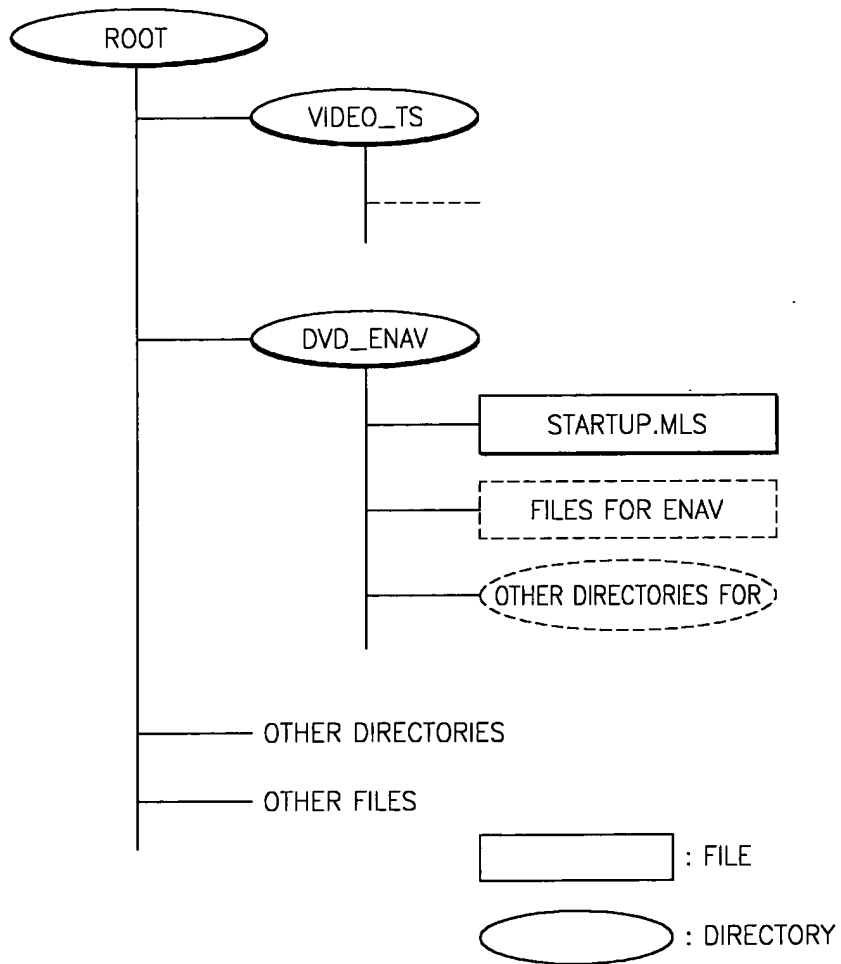 ROOT
VIDEO_TS
DVD_ENAV
STARTUP.MLS
FILES FOR ENAV
OTHER DIRECTORIES FOR
OTHER DIRECTORIES
OTHER FILES
: FILE
: DIRECTORY